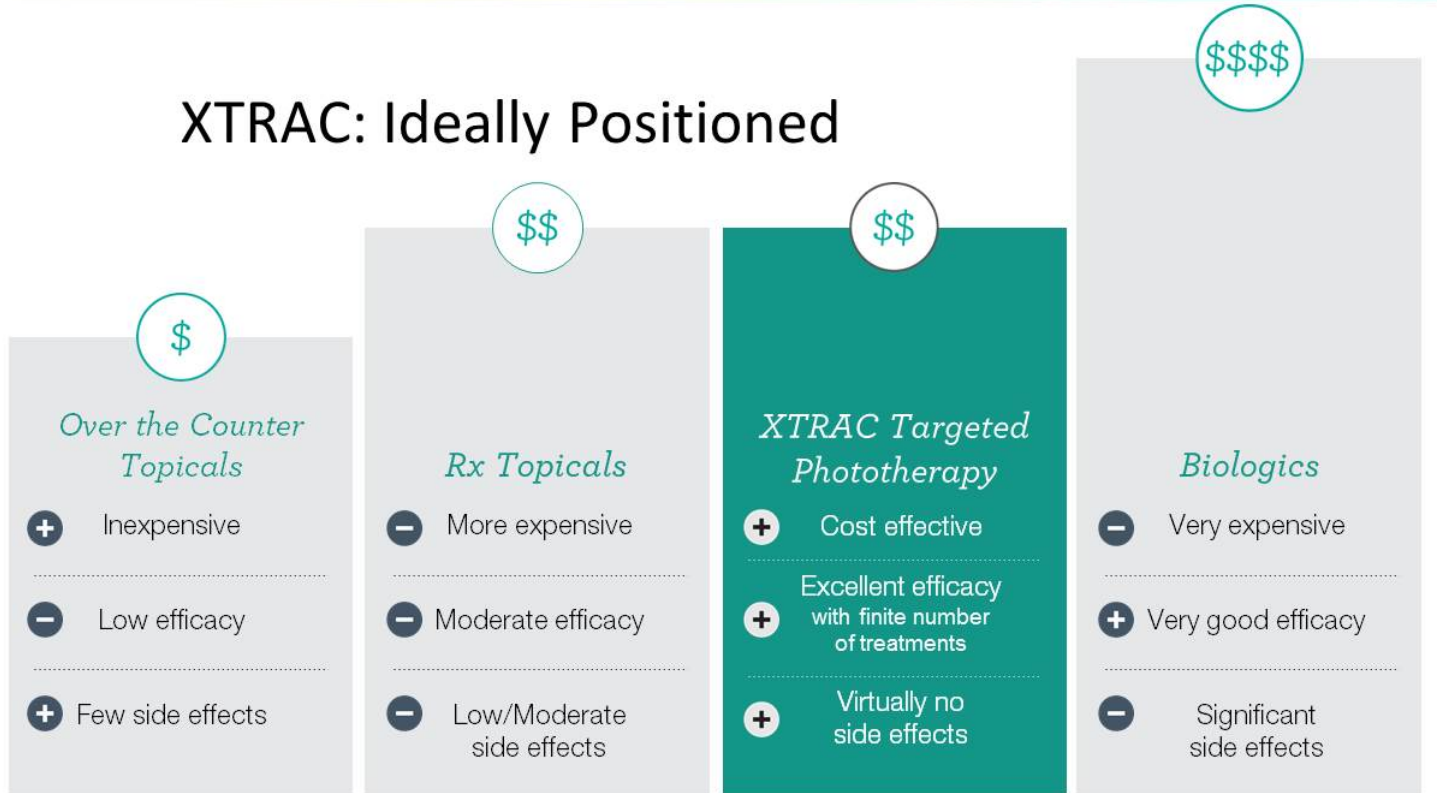 XTRAC: Ideally Positioned
$
Over the Counter
Topicals
+ Inexpensive
− Low efficacy
+ Few side effects
$$
Rx Topicals
− More expensive
− Moderate efficacy
− Low/Moderate
side effects
$$
XTRAC Targeted
Phototherapy
+ Cost effective
+ Excellent efficacy
with finite number
of treatments
+ Virtually no
side effects
$$$$
Biologics
− Very expensive
+ Very good efficacy
− Significant
side effects